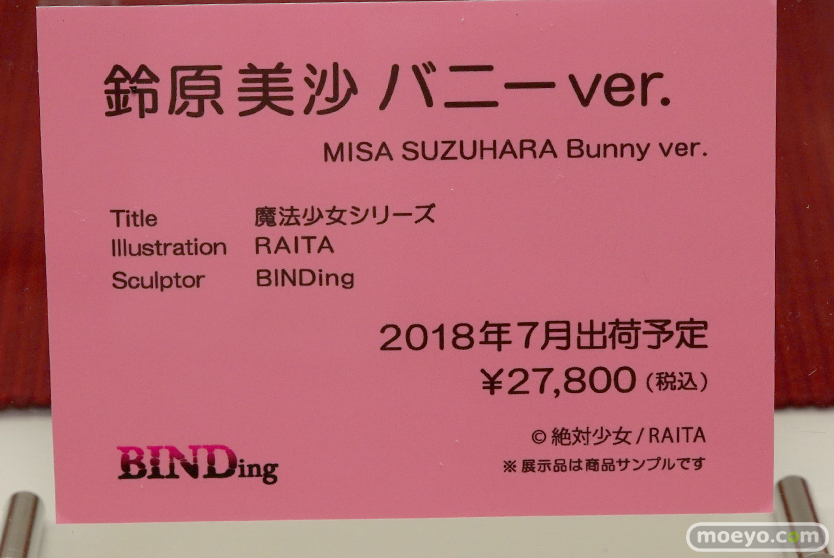 鈴原美沙 バニーver.
MISA SUZUHARA Bunny ver.
Title 魔法少女シリーズ
Illustration RAITA
Sculptor BINDing
2018年7月出荷予定
¥27,800(税込)
©絶対少女/RAITA
BINDing
※展示品は商品サンプルです
moeyo.com